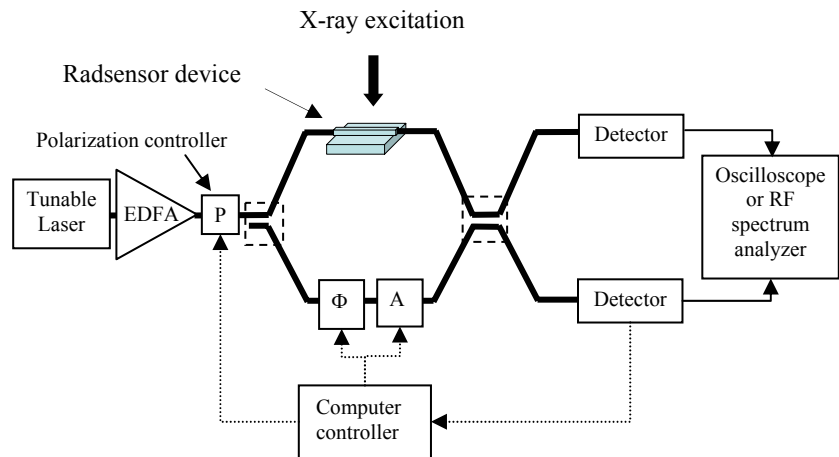 X-ray excitation
Radsensor device
Polarization controller
Tunable
Laser
EDFA
P
Detector
Oscilloscope
or RF
spectrum
analyzer
Φ
A
Detector
Computer
controller